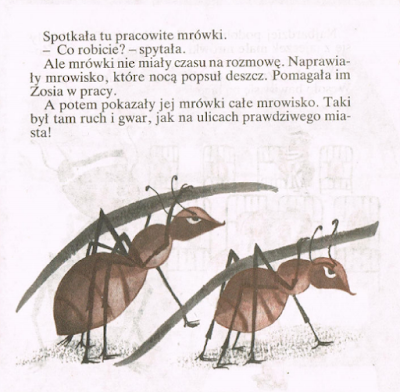 Spotkała tu pracowite mrówki.
– Co robicie? – spytała.
Ale mrówki nie miały czasu na rozmowę. Naprawia-
ły mrowisko, które nocą popsuł deszcz. Pomagała im
Zosia w pracy.
A potem pokazały jej mrówki całe mrowisko. Taki
był tam ruch i gwar, jak na ulicach prawdziwego mia-
sta!